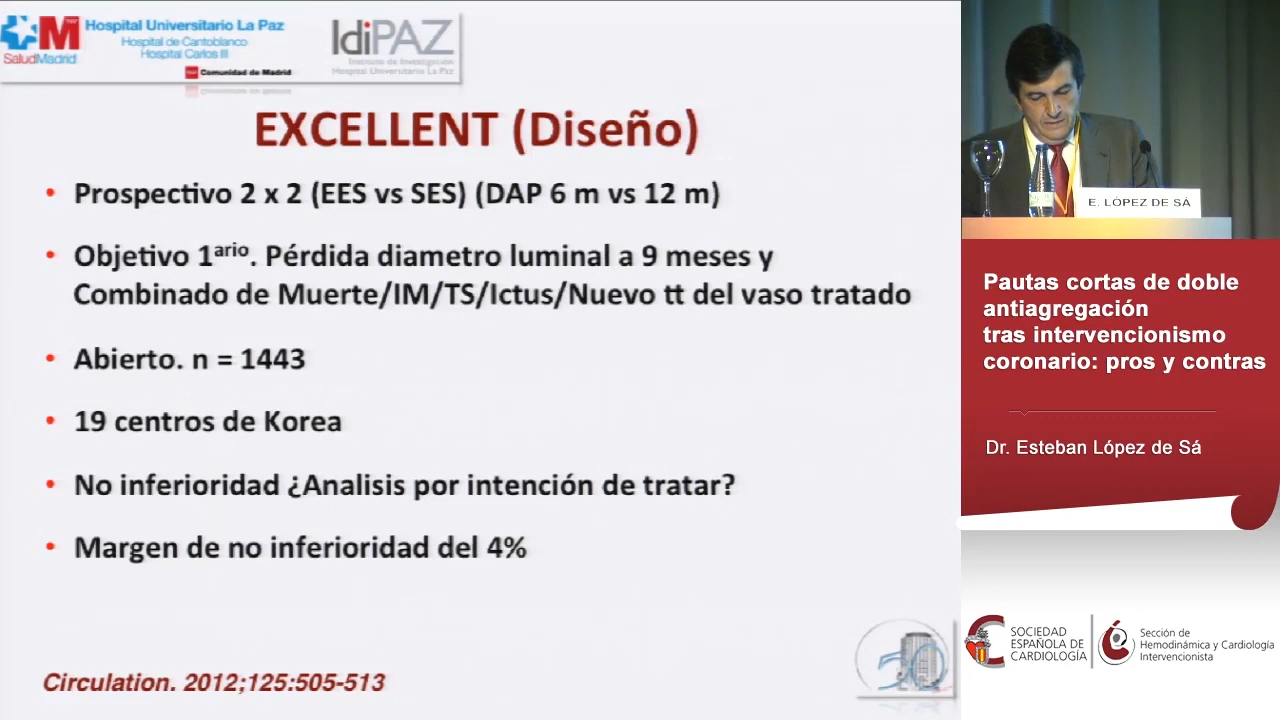 Hospital Universitario La Paz
Hospital de Cantoblanco
Hospital Carlos III
SaludMadrid
Comunidad de Madrid
IdiPAZ
Instituto de Investigación
Hospital Universitario La Paz
EXCELLENT (Diseño)
• Prospectivo 2 x 2 (EES vs SES) (DAP 6 m vs 12 m)
• Objetivo 1ario. Pérdida diametro luminal a 9 meses y
Combinado de Muerte/IM/TS/Ictus/Nuevo tt del vaso tratado
• Abierto. n = 1443
• 19 centros de Korea
• No inferioridad ¿Analisis por intención de tratar?
• Margen de no inferioridad del 4%
Circulation. 2012;125:505-513
E. LÓPEZ DE SÁ
Pautas cortas de doble
antiagregación
tras intervencionismo
coronario: pros y contras
Dr. Esteban López de Sá
SOCIEDAD
ESPAÑOLA DE
CARDIOLOGÍA
Sección de
Hemodinámica y Cardiología
Intervencionista